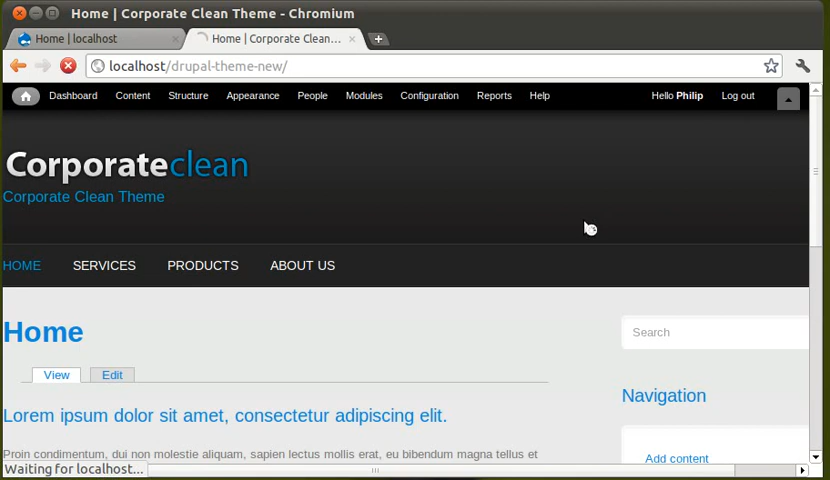 Home | Corporate Clean Theme - Chromium
Home | localhost
Home | Corporate Clean...
localhost/drupal-theme-new/
Dashboard Content Structure Appearance People Modules Configuration Reports Help Hello Philip Log out
Corporateclean
Corporate Clean Theme
HOME SERVICES PRODUCTS ABOUT US
Home
Search
View Edit
Navigation
Lorem ipsum dolor sit amet, consectetur adipiscing elit.
Proin condimentum, dui non molestie aliquam, sapien lectus mollis erat, eu bibendum magna tellus et
Add content
Waiting for localhost...